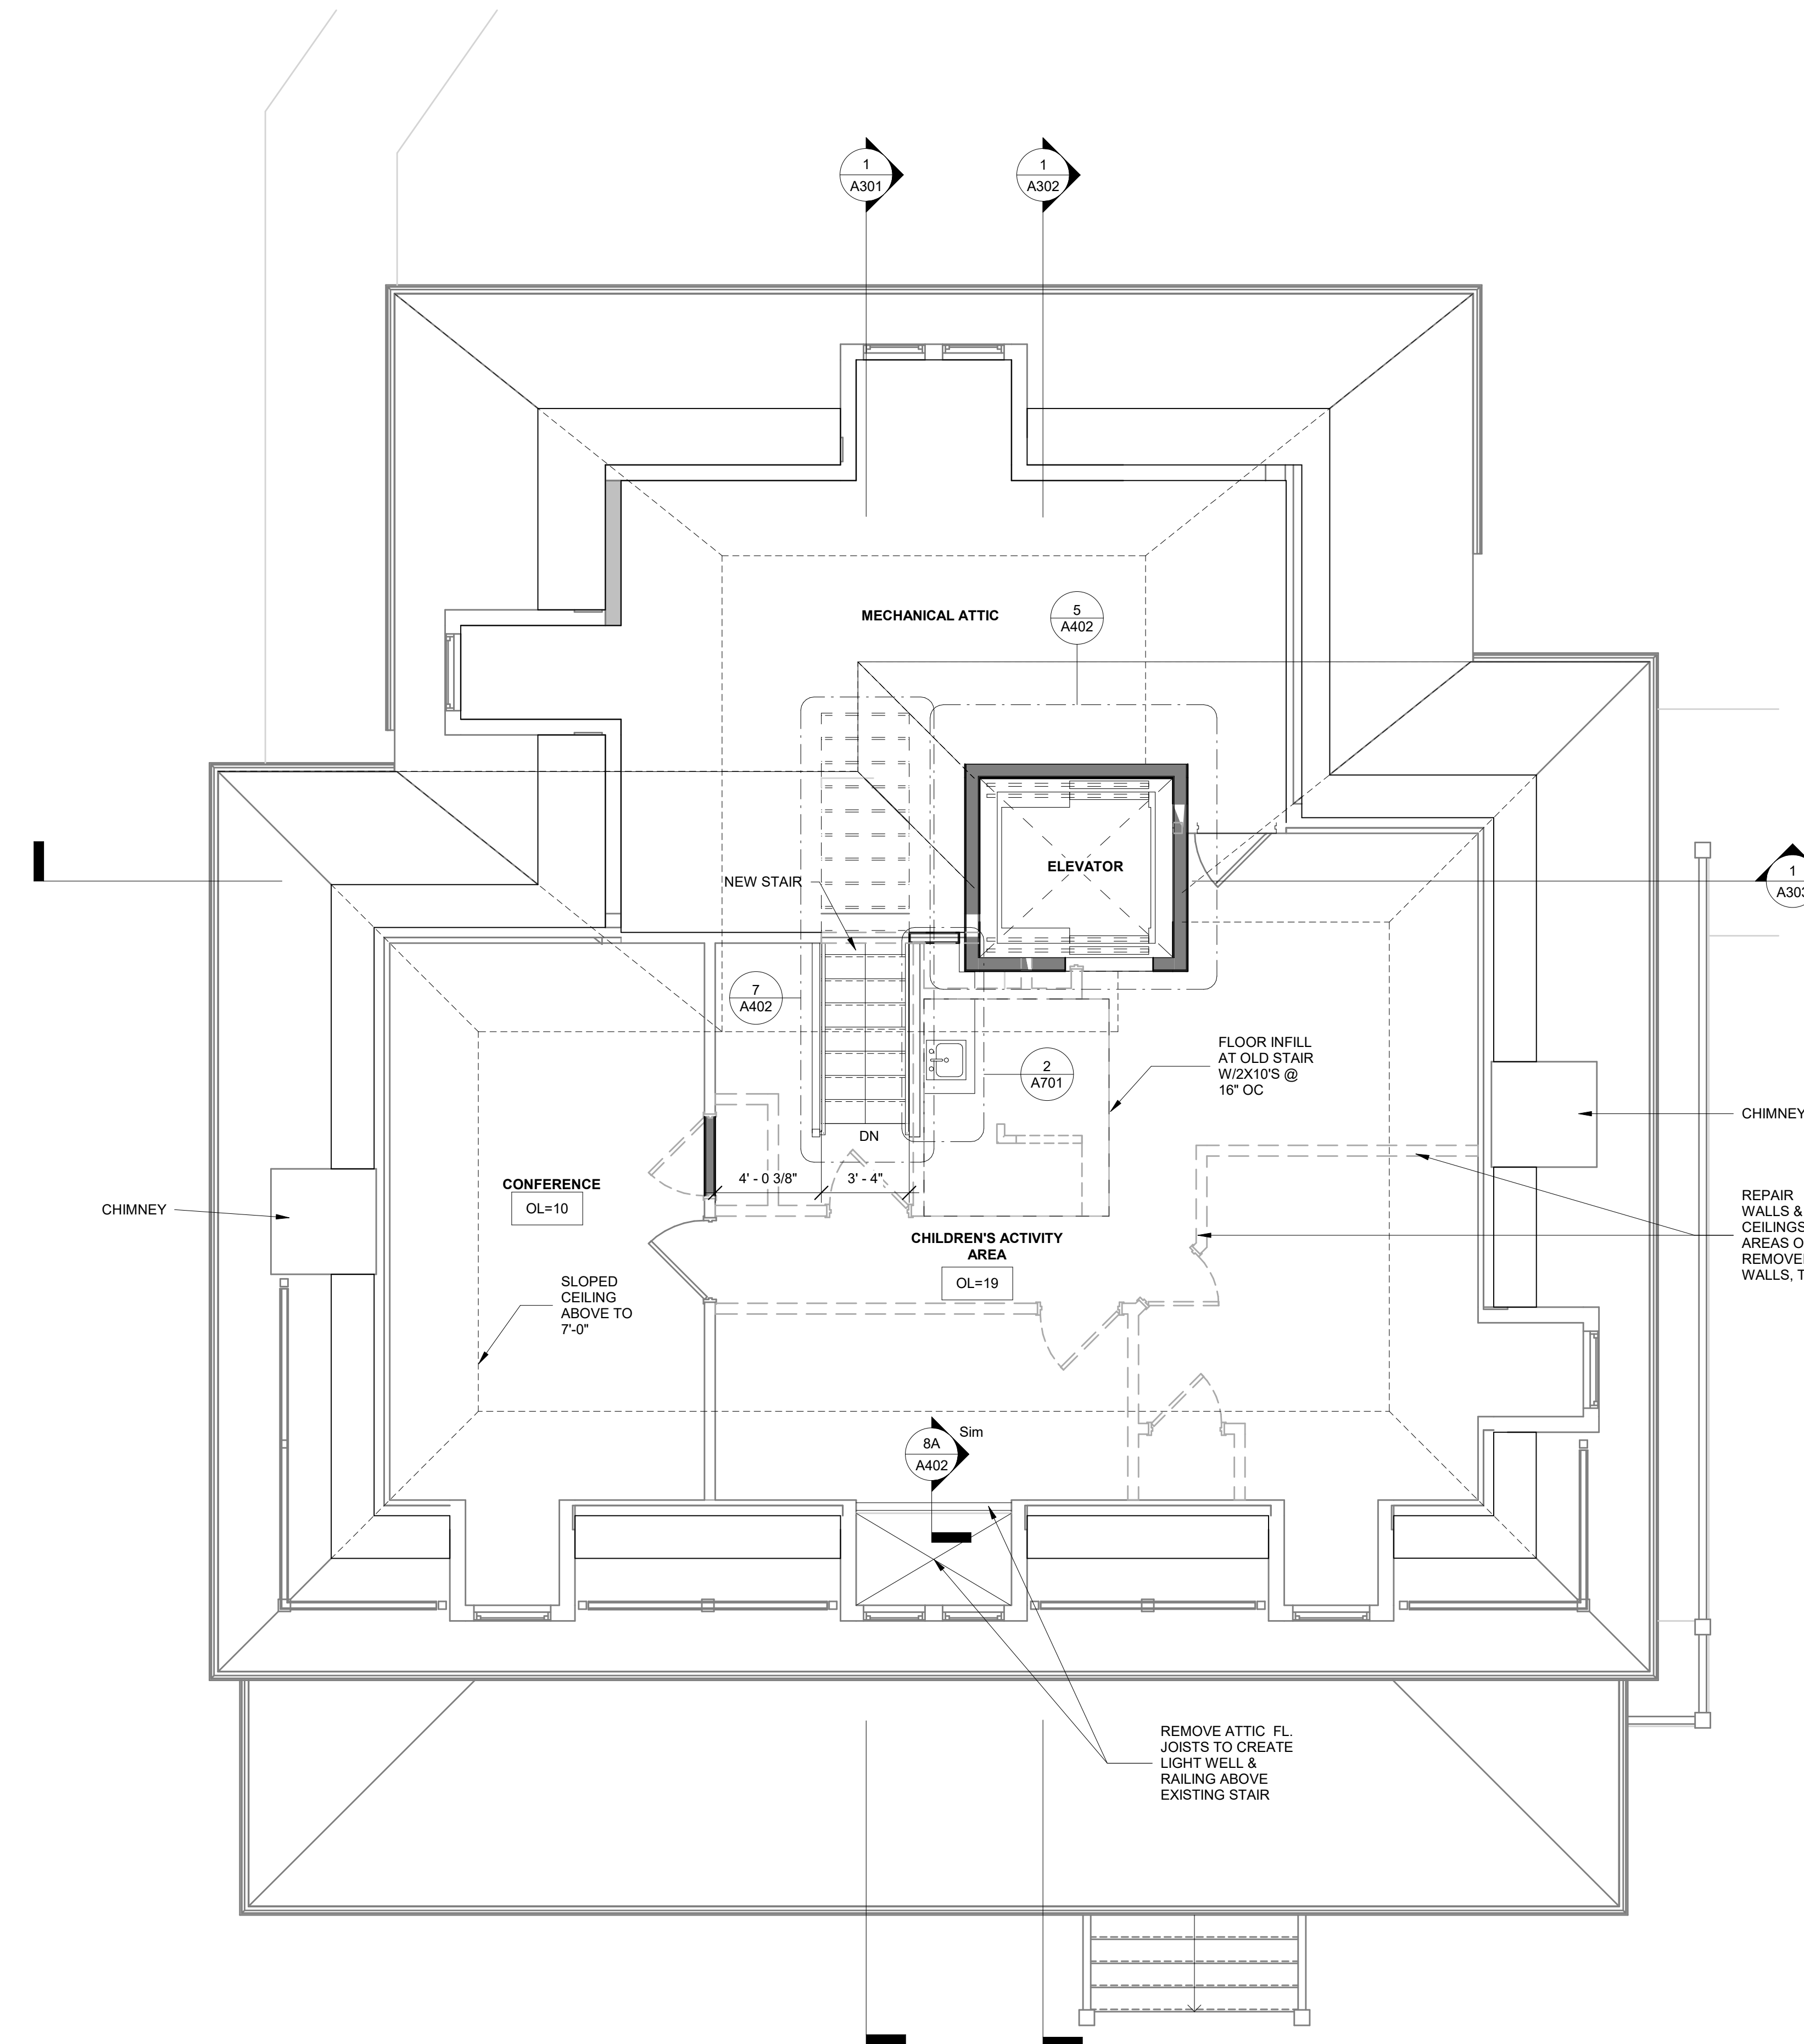 1
A301
1
A302
MECHANICAL ATTIC
5
A402
ELEVATOR
NEW STAIR
1
A303
7
A402
FLOOR INFILL
AT OLD STAIR
W/2X10'S @
16" OC
2
A701
CHIMNEY
DN
4' - 0 3/8"
3' - 4"
CONFERENCE
OL=10
CHIMNEY
REPAIR
WALLS &
CEILINGS
AREAS O
REMOVE
WALLS, T
CHILDREN'S ACTIVITY
AREA
OL=19
SLOPED
CEILING
ABOVE TO
7'-0"
Sim
8A
A402
REMOVE ATTIC FL.
JOISTS TO CREATE
LIGHT WELL &
RAILING ABOVE
EXISTING STAIR